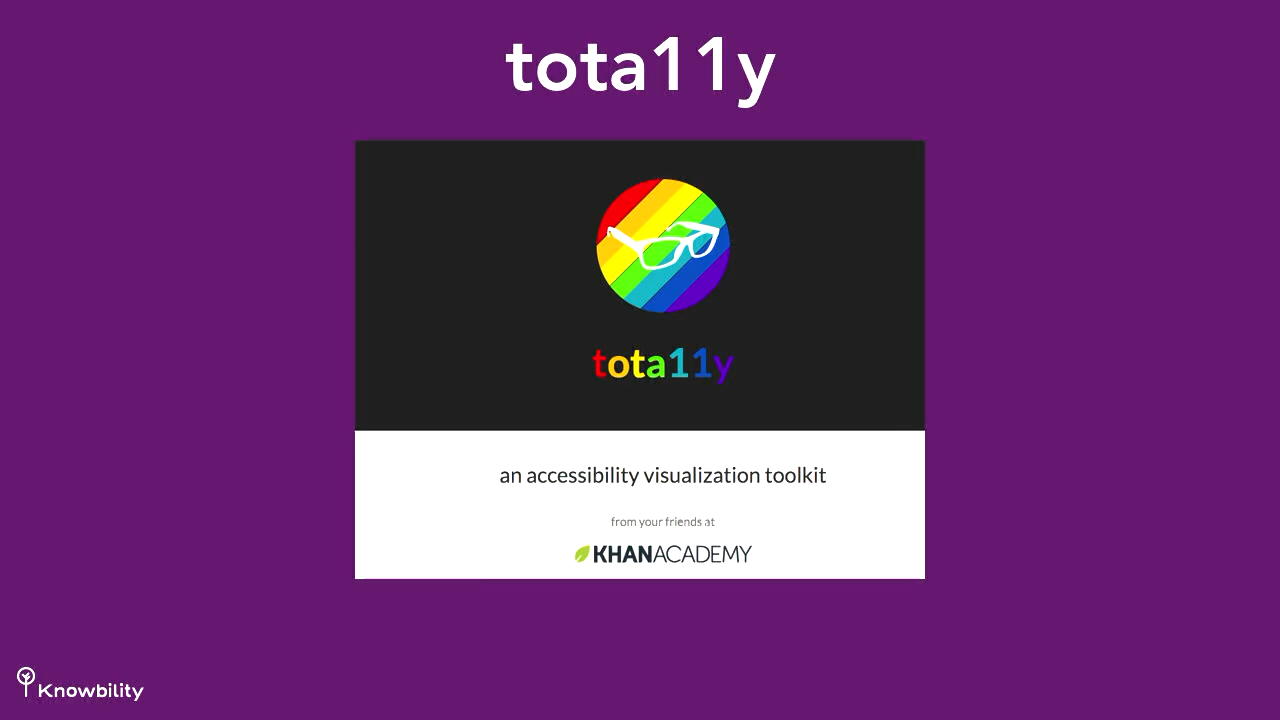 tota11y
tota11y
an accessibility visualization toolkit
from your friends at
KHANACADEMY
Knowbility